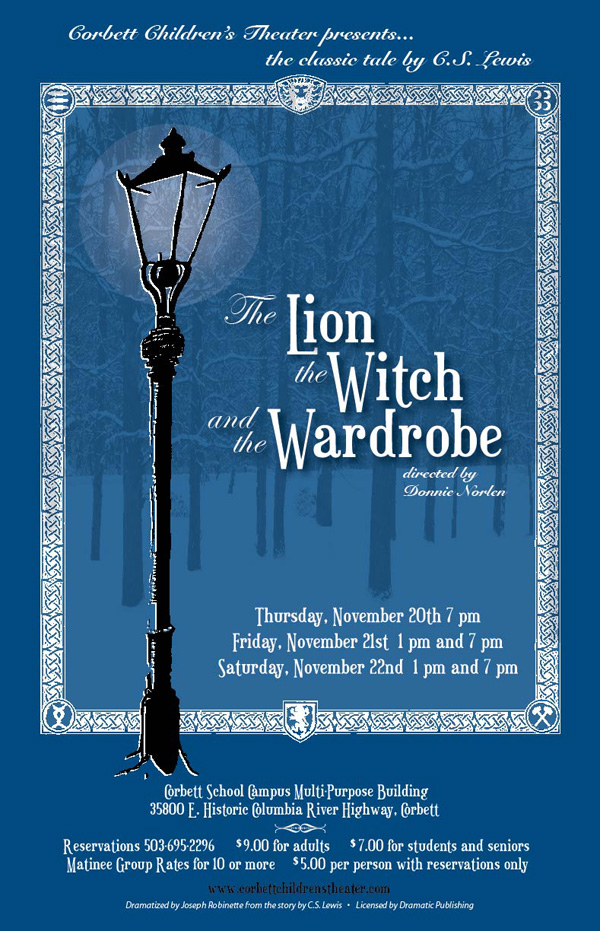 Corbett Children's Theater presents...
the classic tale by C.S. Lewis
The Lion
the Witch
and the Wardrobe
directed by
Donnie Norlen
Thursday, November 20th 7 pm
Friday, November 21st 1 pm and 7 pm
Saturday, November 22nd 1 pm and 7 pm
Corbett School Campus Multi-Purpose Building
35800 E. Historic Columbia River Highway, Corbett
Reservations 503-695-2296 $9.00 for adults $7.00 for students and seniors
Matinee Group Rates for 10 or more $5.00 per person with reservations only
www.corbettchildrenstheater.com
Dramatized by Joseph Robinette from the story by C.S. Lewis • Licensed by Dramatic Publishing